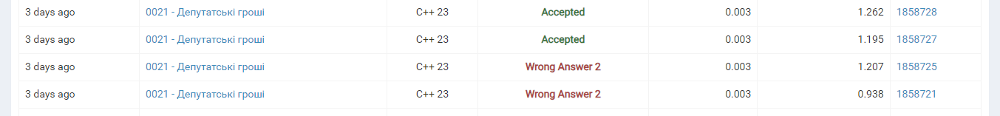 3 days ago 0021 - Депутатські гроші C++ 23 Accepted 0.003 1.262 1858728
3 days ago 0021 - Депутатські гроші C++ 23 Accepted 0.003 1.195 1858727
3 days ago 0021 - Депутатські гроші C++ 23 Wrong Answer 2 0.003 1.207 1858725
3 days ago 0021 - Депутатські гроші C++ 23 Wrong Answer 2 0.003 0.938 1858721